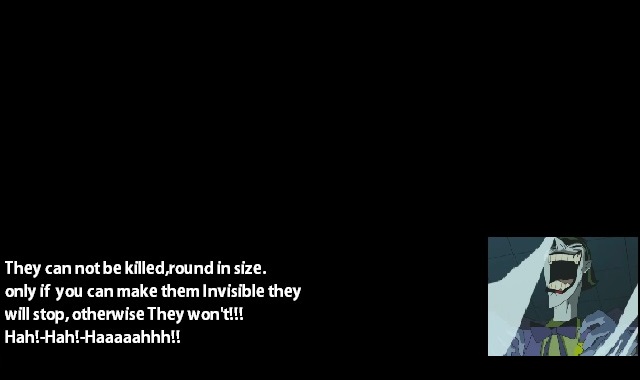 They can not be killed,round in size.
only if you can make them Invisible they
will stop, otherwise They won't!!!
Hah!-Hah!-Haaaaahhh!!